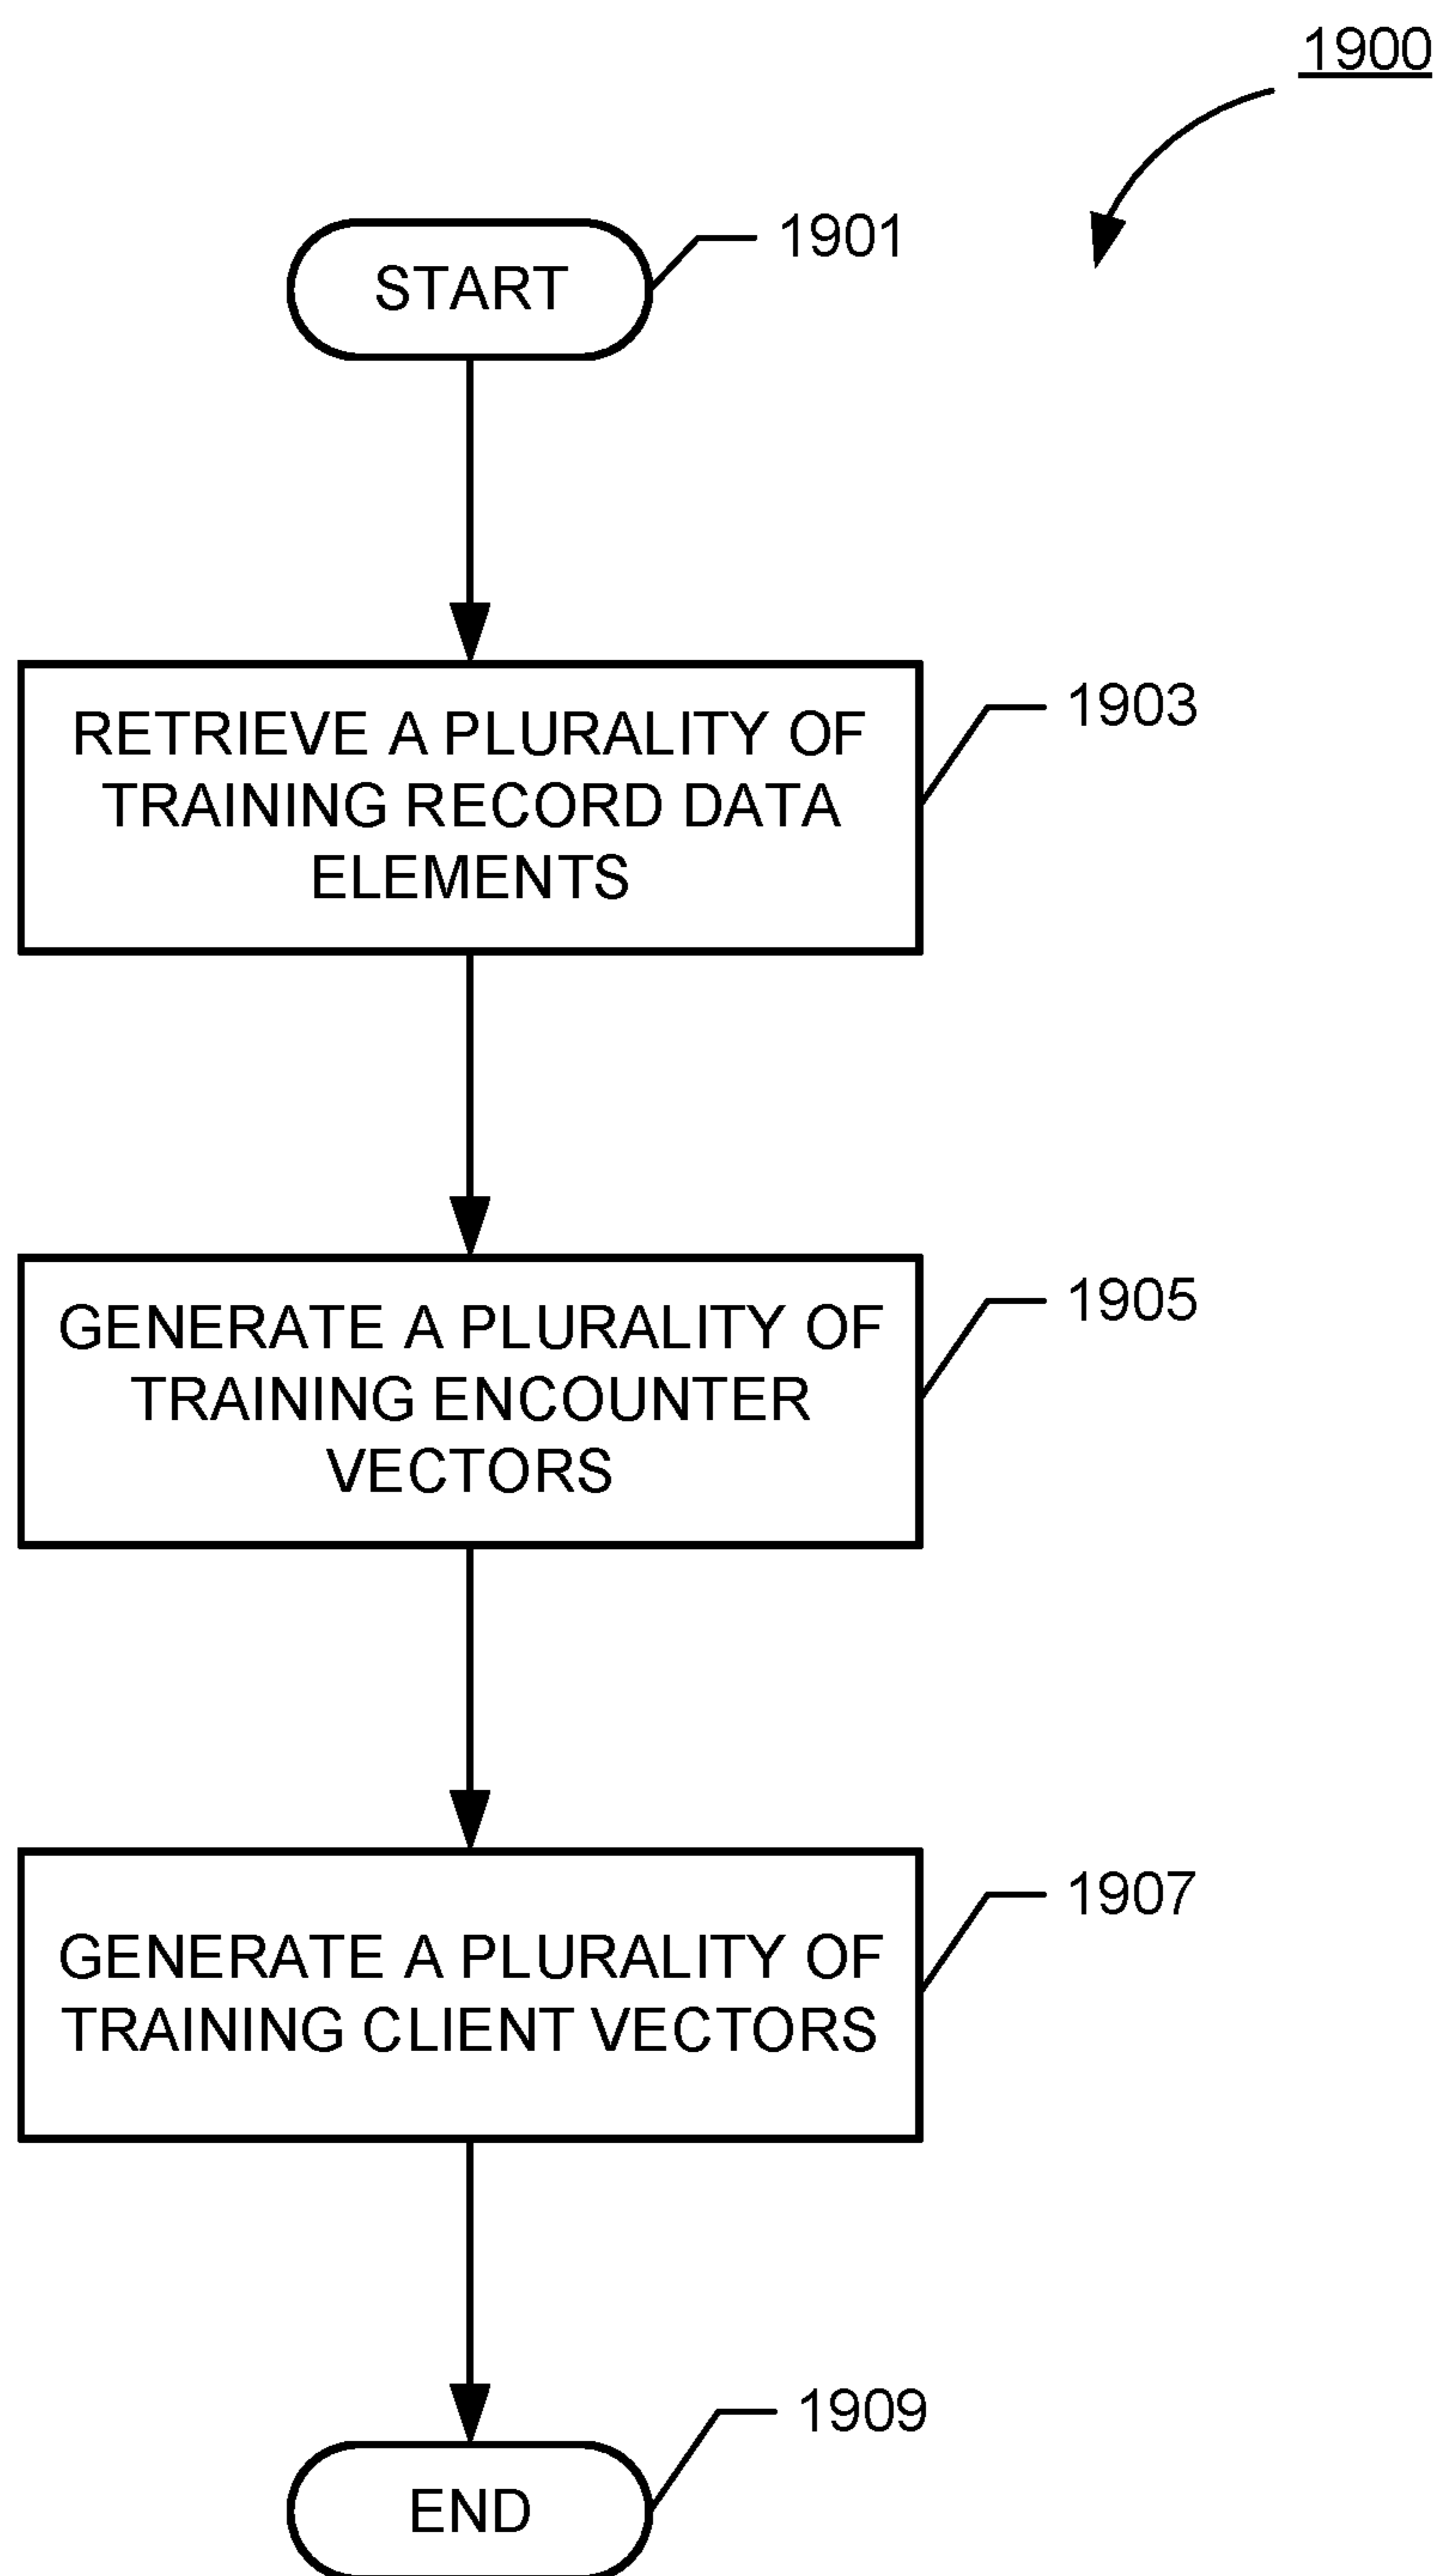 1900
START
1901
RETRIEVE A PLURALITY OF
TRAINING RECORD DATA
ELEMENTS
1903
GENERATE A PLURALITY OF
TRAINING ENCOUNTER
VECTORS
1905
GENERATE A PLURALITY OF
TRAINING CLIENT VECTORS
1907
END
1909